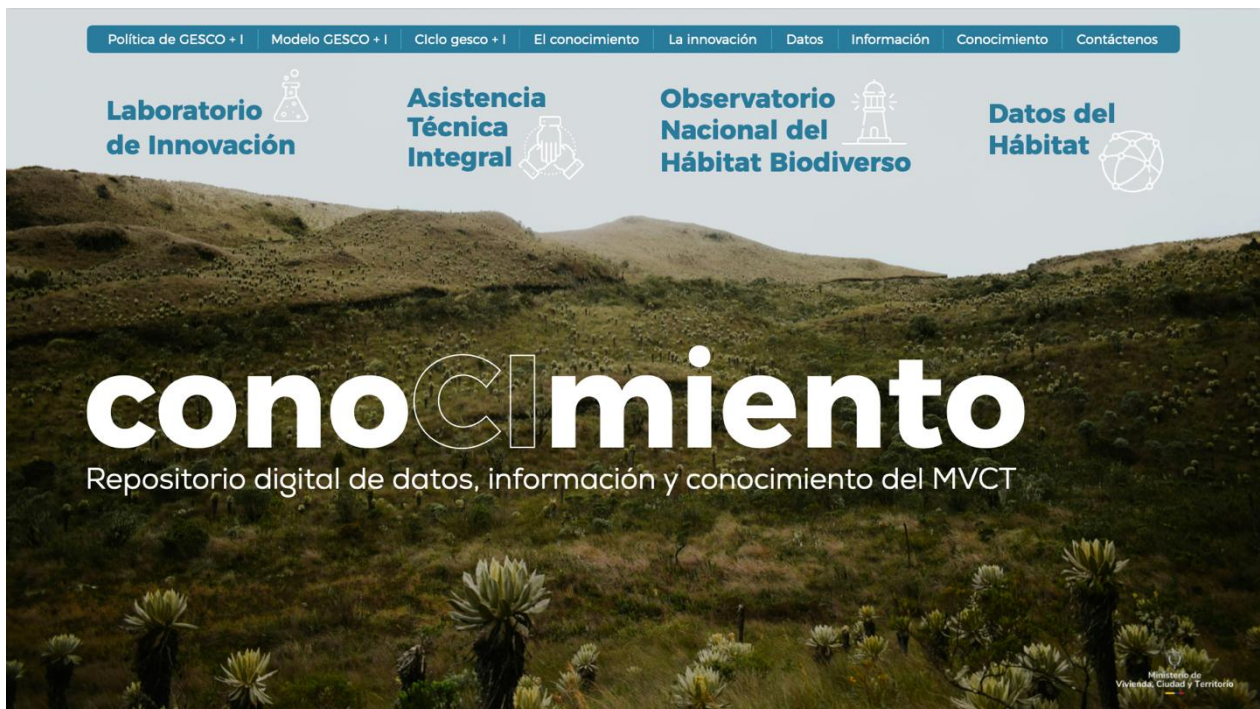 Política de GESCO + I
Modelo GESCO + I
CIclo gesco + I
El conocimiento
La innovación
Datos
Información
Conocimiento
Contáctenos
Laboratorio
de Innovación
Asistencia
Técnica
Integral
Observatorio
Nacional del
Hábitat Biodiverso
Datos del
Hábitat
conoCImiento
Repositorio digital de datos, información y conocimiento del MVCT
Ministerio de
Vivienda, Ciudad y Territorio